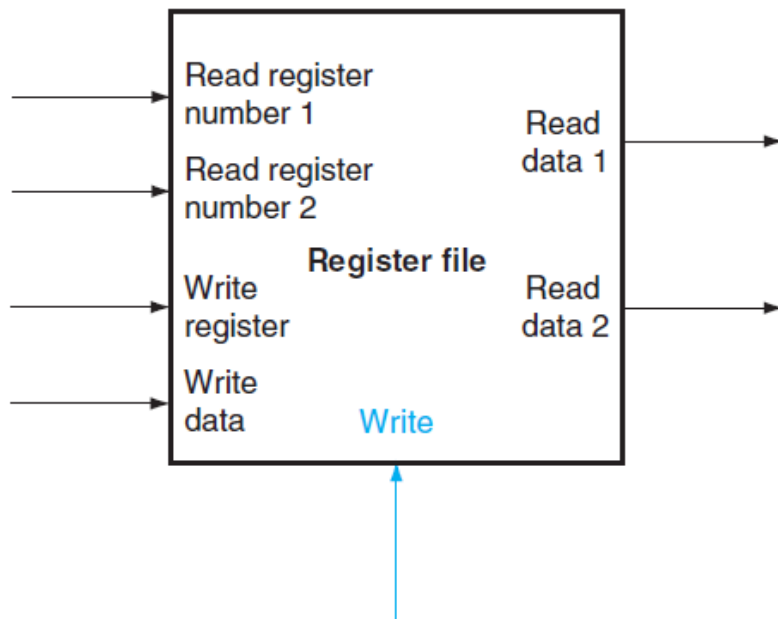 Read register
number 1
Read
data 1
Read register
number 2
Register file
Write
register
Read
data 2
Write
data
Write